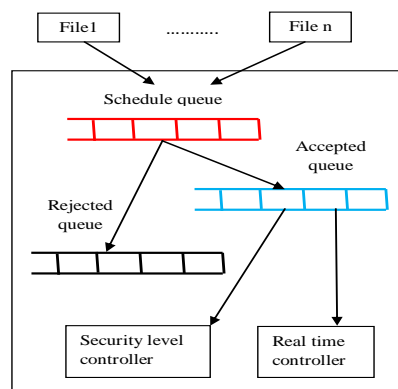 File1
...........
File n
Schedule queue
Accepted
queue
Rejected
queue
Security level
controller
Real time
controller